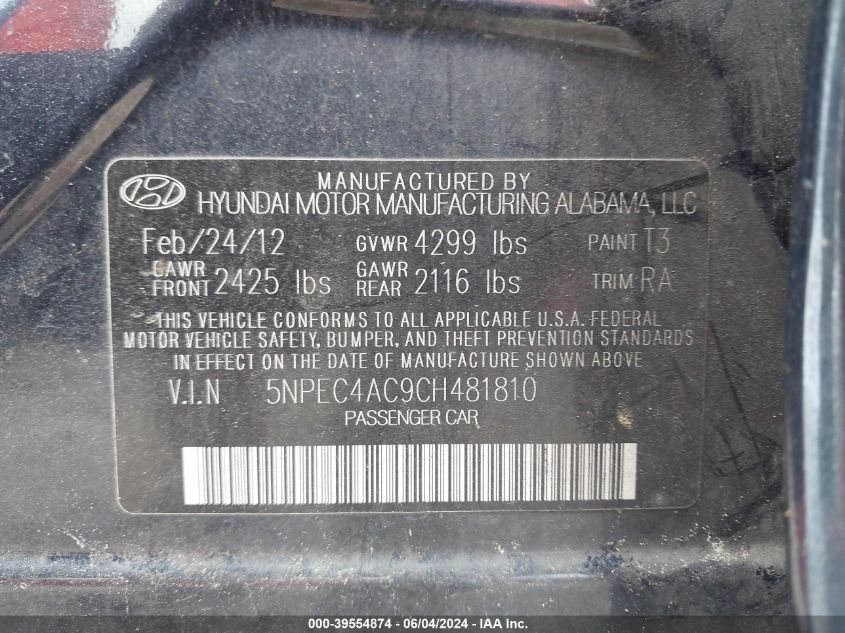 MANUFACTURED BY
HYUNDAI MOTOR MANUFACTURING ALABAMA, LLC
Feb/24/12 GVWR 4299 lbs PAINT T3
GAWR FRONT 2425 lbs GAWR REAR 2116 lbs TRIM RA
THIS VEHICLE CONFORMS TO ALL APPLICABLE U.S.A. FEDERAL
MOTOR VEHICLE SAFETY, BUMPER, AND THEFT PREVENTION STANDARDS
IN EFFECT ON THE DATE OF MANUFACTURE SHOWN ABOVE
V.I.N 5NPEC4AC9CH481810
PASSENGER CAR
000-39554874 - 06/04/2024 - IAA Inc.